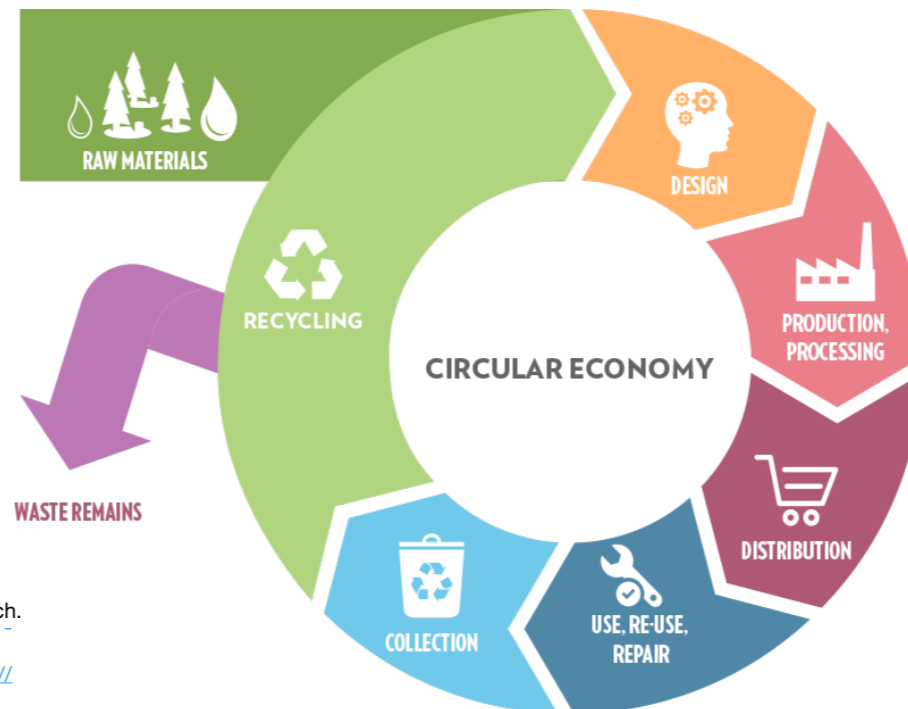 RAW MATERIALS
DESIGN
RECYCLING
PRODUCTION,
PROCESSING
CIRCULAR ECONOMY
WASTE REMAINS
DISTRIBUTION
USE, RE-USE,
REPAIR
COLLECTION
ch.
-
//